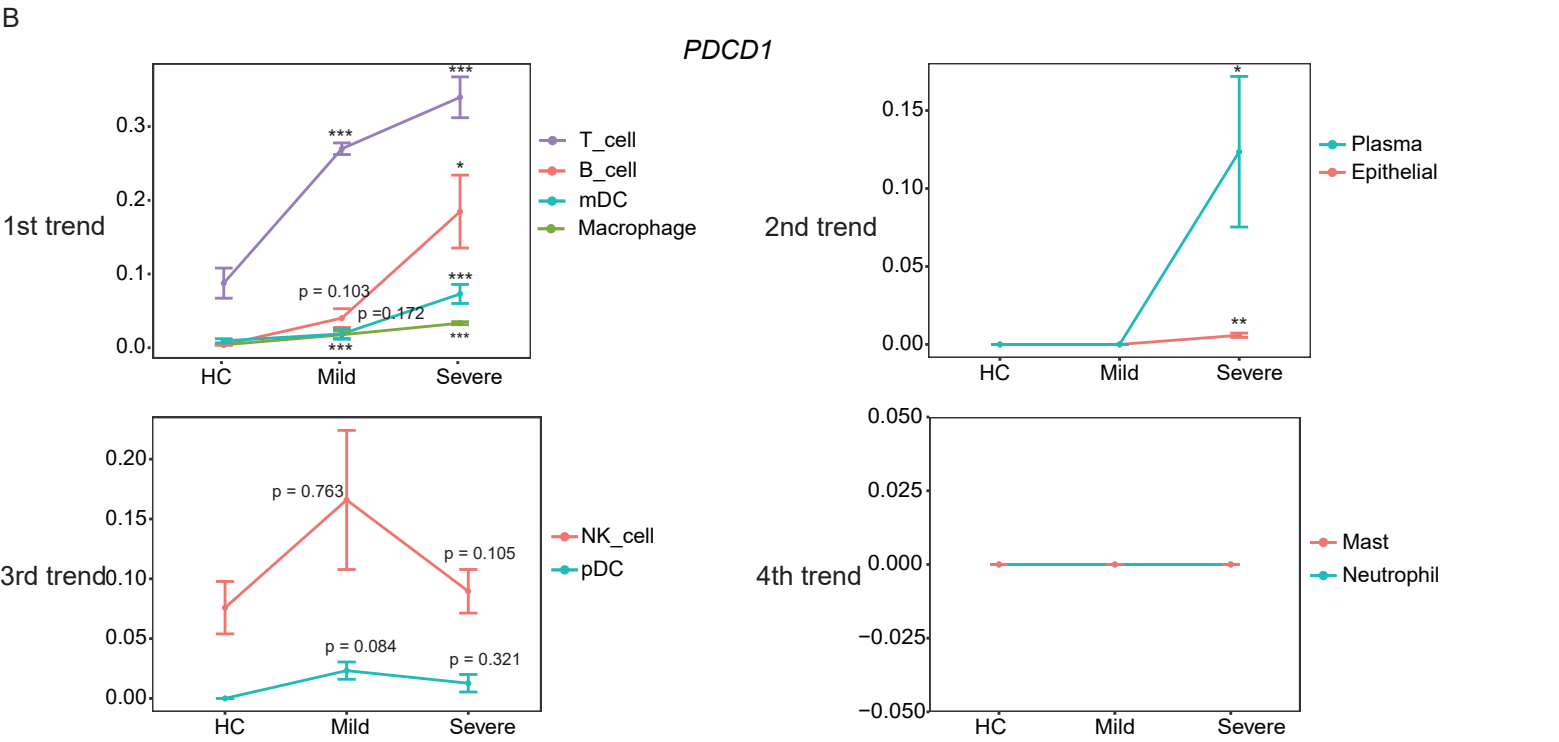 B
PDCD1
1st trend
0.3
0.2
0.1
0.0
***
***
*
p = 0.103
p =0.172
***
***
***
HC Mild Severe
T_cell
B_cell
mDC
Macrophage
2nd trend
0.15
0.10
0.05
0.00
*
**
HC Mild Severe
Plasma
Epithelial
3rd trend
0.20
0.15
0.10
0.05
0.00
p = 0.763
p = 0.105
p = 0.084
p = 0.321
HC Mild Severe
NK_cell
pDC
4th trend
0.050
0.025
0.000
−0.025
−0.050
HC Mild Severe
Mast
Neutrophil